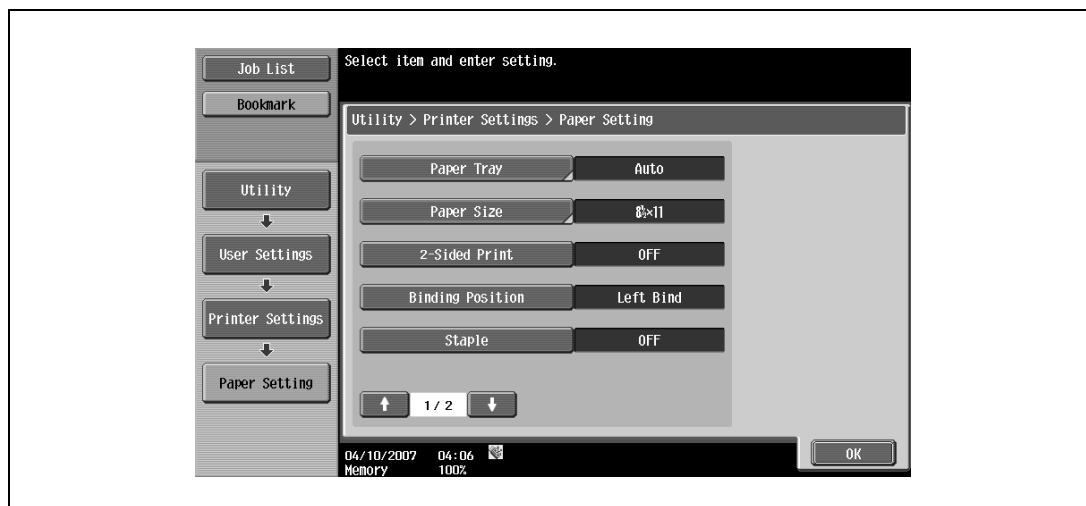 Job List
Bookmark
Select item and enter setting.
Utility > Printer Settings > Paper Setting
Utility
User Settings
Printer Settings
Paper Setting
Paper Tray Auto
Paper Size 8½×11
2-Sided Print OFF
Binding Position Left Bind
Staple OFF
1/2
04/10/2007 04:06
Memory 100%
OK